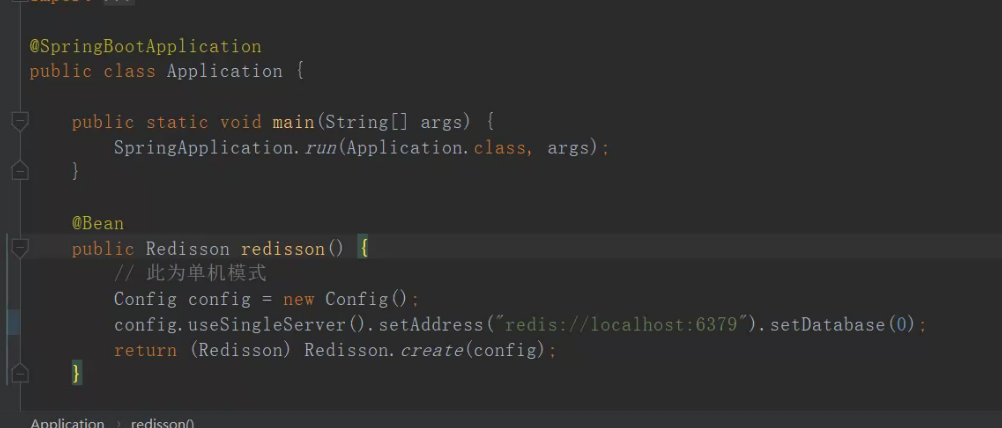 import ...
@SpringBootApplication
public class Application {
public static void main(String[] args) {
SpringApplication.run(Application.class, args);
}
@Bean
public Redisson redisson() {
// 此为单机模式
Config config = new Config();
config.useSingleServer().setAddress("redis://localhost:6379").setDatabase(0);
return (Redisson) Redisson.create(config);
}
Application › redisson()